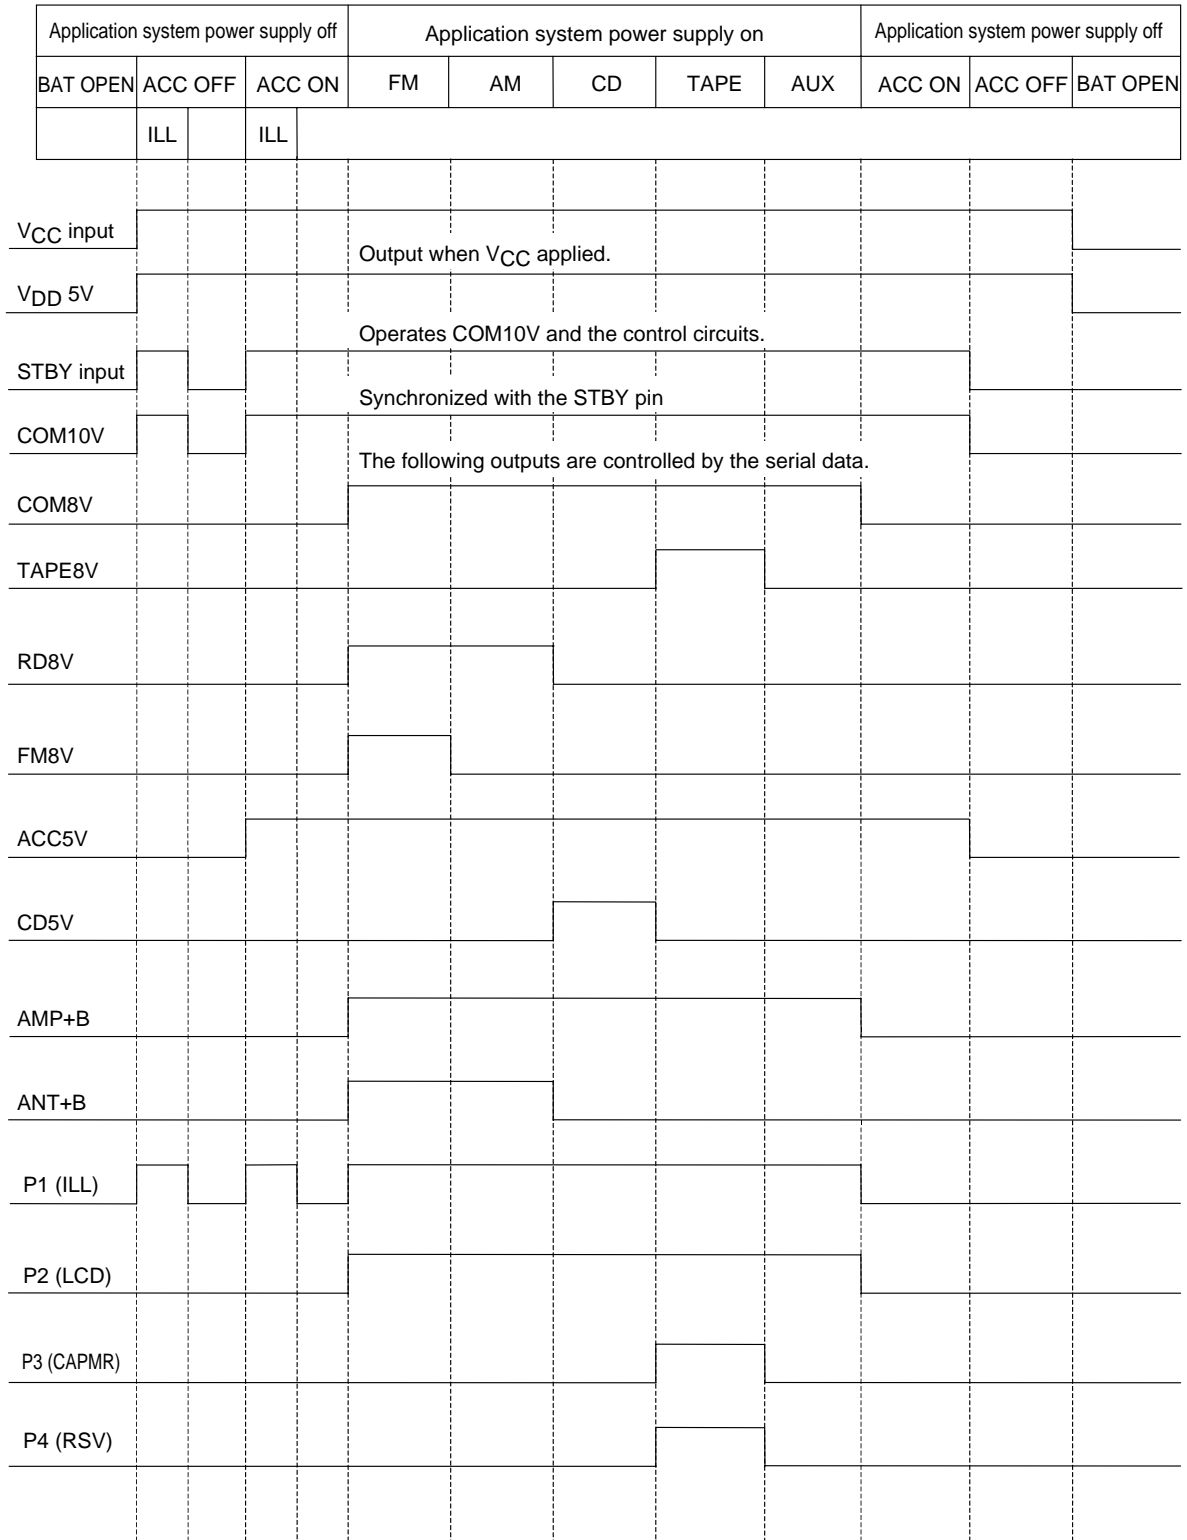 Application system power supply off Application system power supply on Application system power supply off
BAT OPEN ACC OFF ACC ON FM AM CD TAPE AUX ACC ON ACC OFF BAT OPEN
ILL ILL
VCC input
Output when VCC applied.
VDD 5V
Operates COM10V and the control circuits.
STBY input
Synchronized with the STBY pin
COM10V
The following outputs are controlled by the serial data.
COM8V
TAPE8V
RD8V
FM8V
ACC5V
CD5V
AMP+B
ANT+B
P1 (ILL)
P2 (LCD)
P3 (CAPMR)
P4 (RSV)